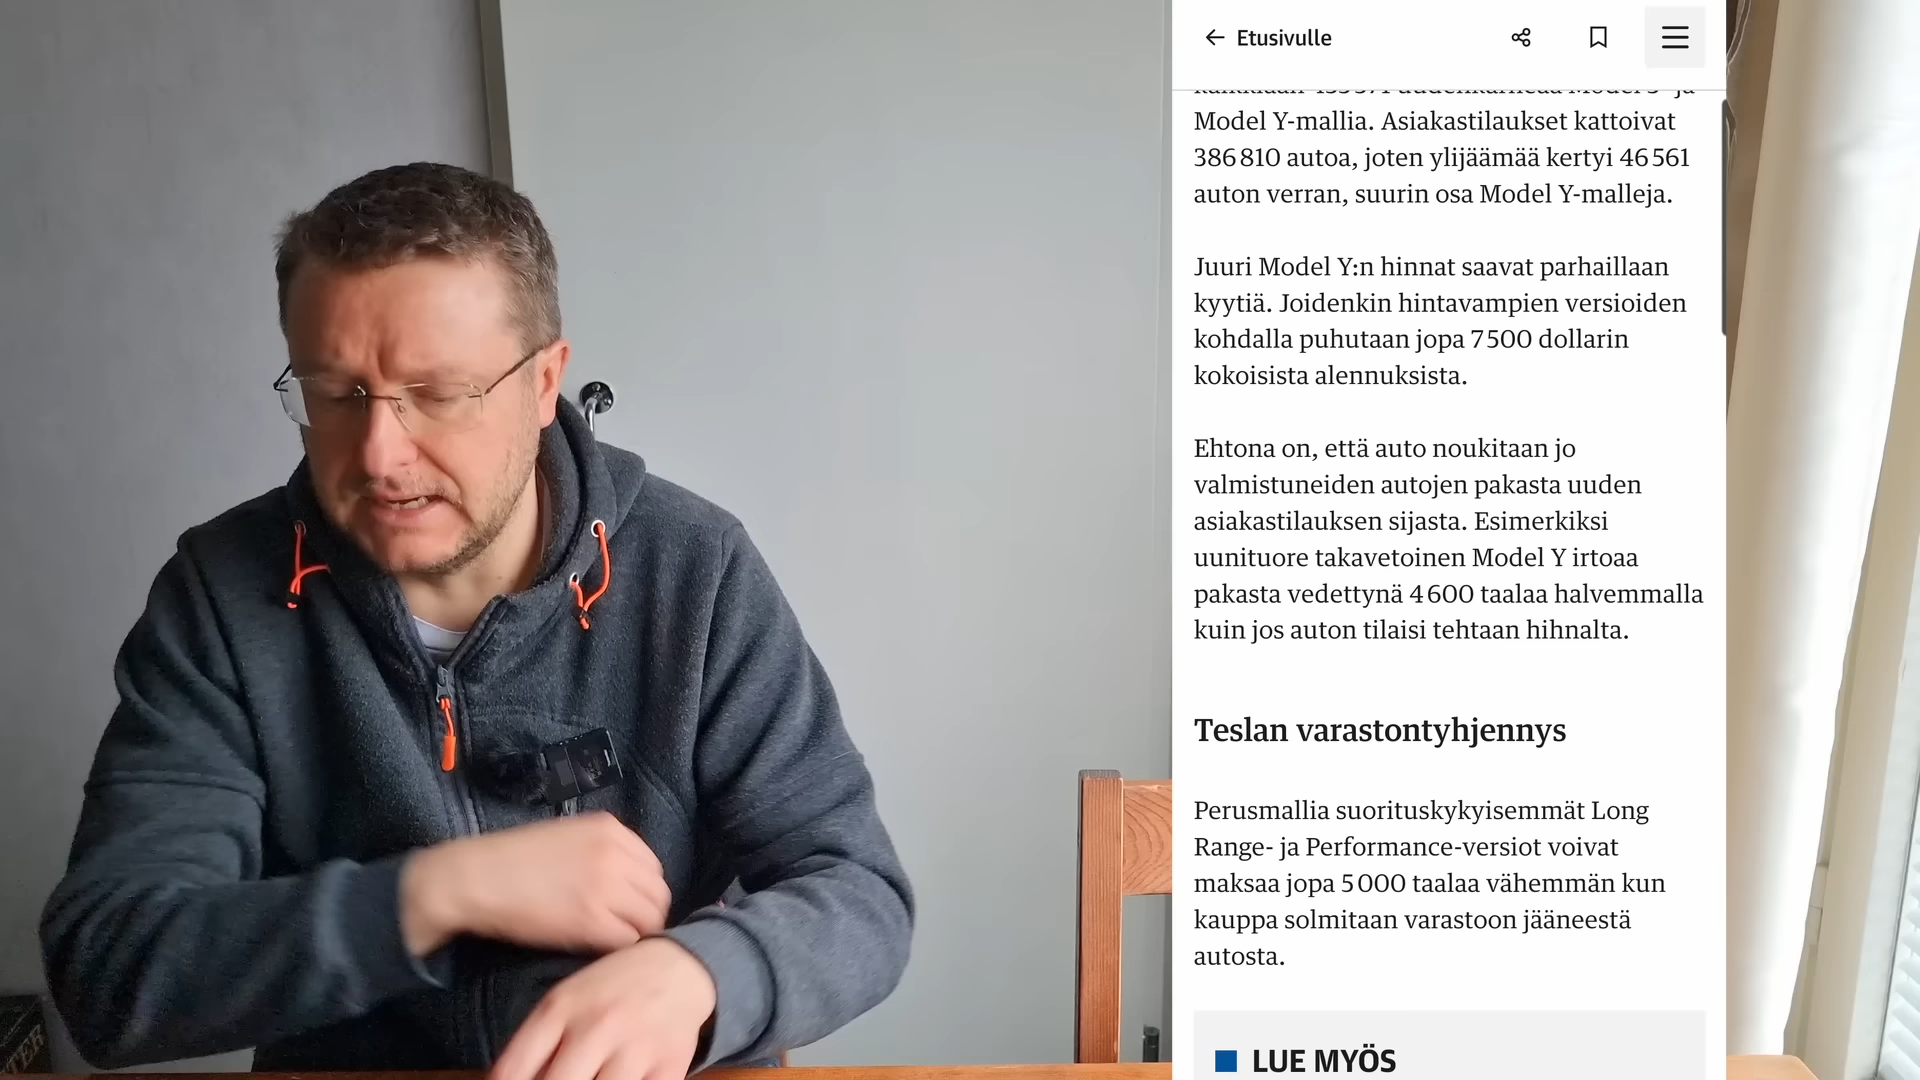 Etusivulle
Model Y-mallia. Asiakastilaukset kattoivat
386 810 autoa, joten ylijäämää kertyi 46 561
auton verran, suurin osa Model Y-malleja.
Juuri Model Y:n hinnat saavat parhaillaan
kyytiä. Joidenkin hintavampien versioiden
kohdalla puhutaan jopa 7 500 dollarin
kokoisista alennuksista.
Ehtona on, että auto noukitaan jo
valmistuneiden autojen pakasta uuden
asiakastilauksen sijasta. Esimerkiksi
uunituore takavetoinen Model Y irtoaa
pakasta vedettynä 4 600 taalaa halvemmalla
kuin jos auton tilaisi tehtaan hihnalta.
Teslan varastontyhjennys
Perusmallia suorituskykyisemmät Long
Range- ja Performance-versiot voivat
maksaa jopa 5 000 taalaa vähemmän kun
kauppa solmitaan varastoon jääneestä
autosta.
LUE MYÖS